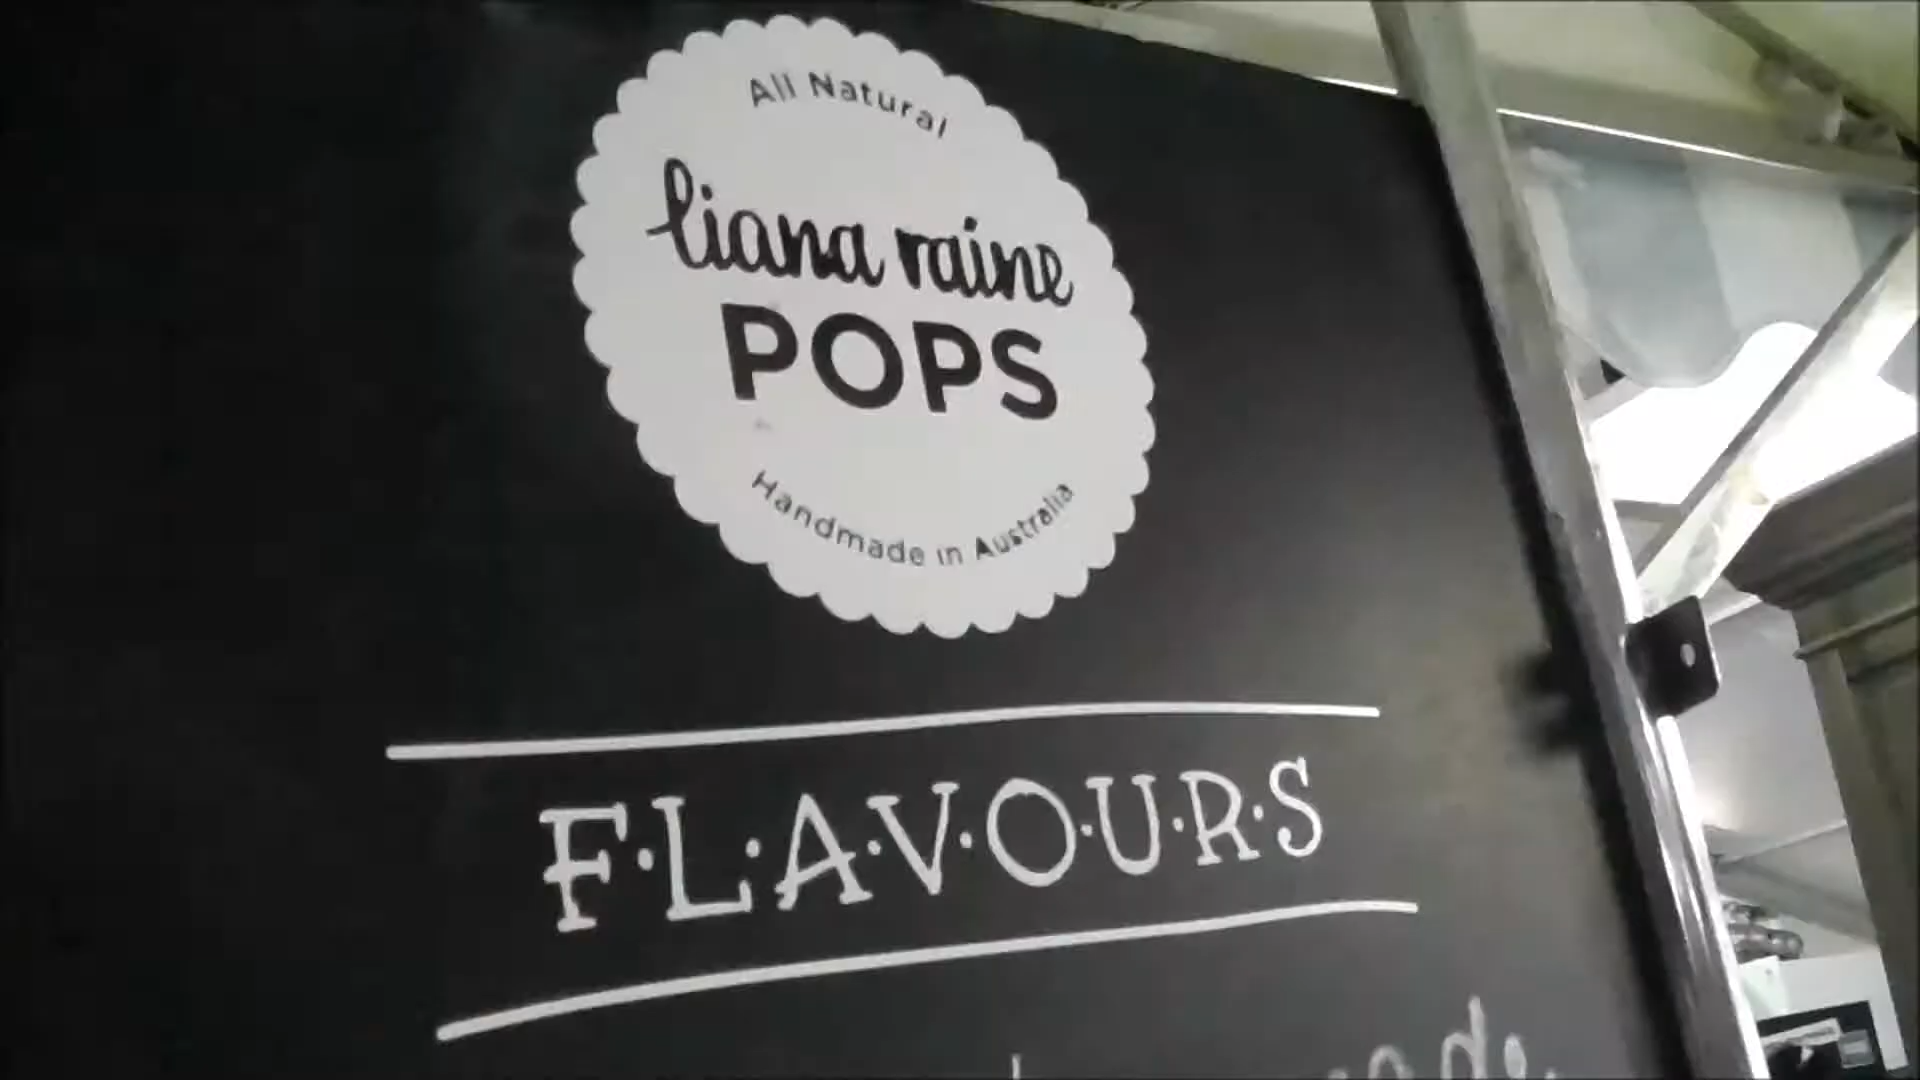 All Natural
liana raine
POPS
Handmade in Australia
F·L·A·V·O·U·R·S